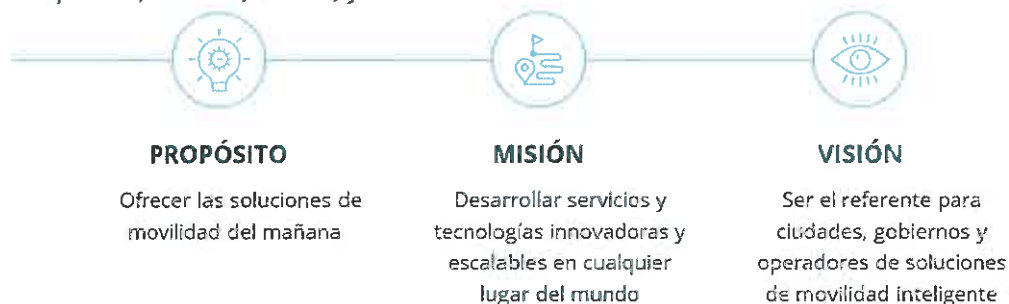 PROPÓSITO
Ofrecer las soluciones de
movilidad del mañana
MISIÓN
Desarrollar servicios y
tecnologías innovadoras y
escalables en cualquier
lugar del mundo
VISIÓN
Ser el referente para
ciudades, gobiernos y
operadores de soluciones
de movilidad inteligente